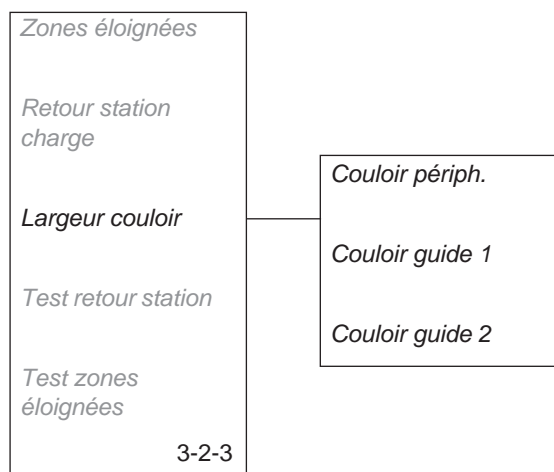 Zones éloignées
Retour station
charge
Largeur couloir
Test retour station
Test zones
éloignées
3-2-3
Couloir périph.
Couloir guide 1
Couloir guide 2